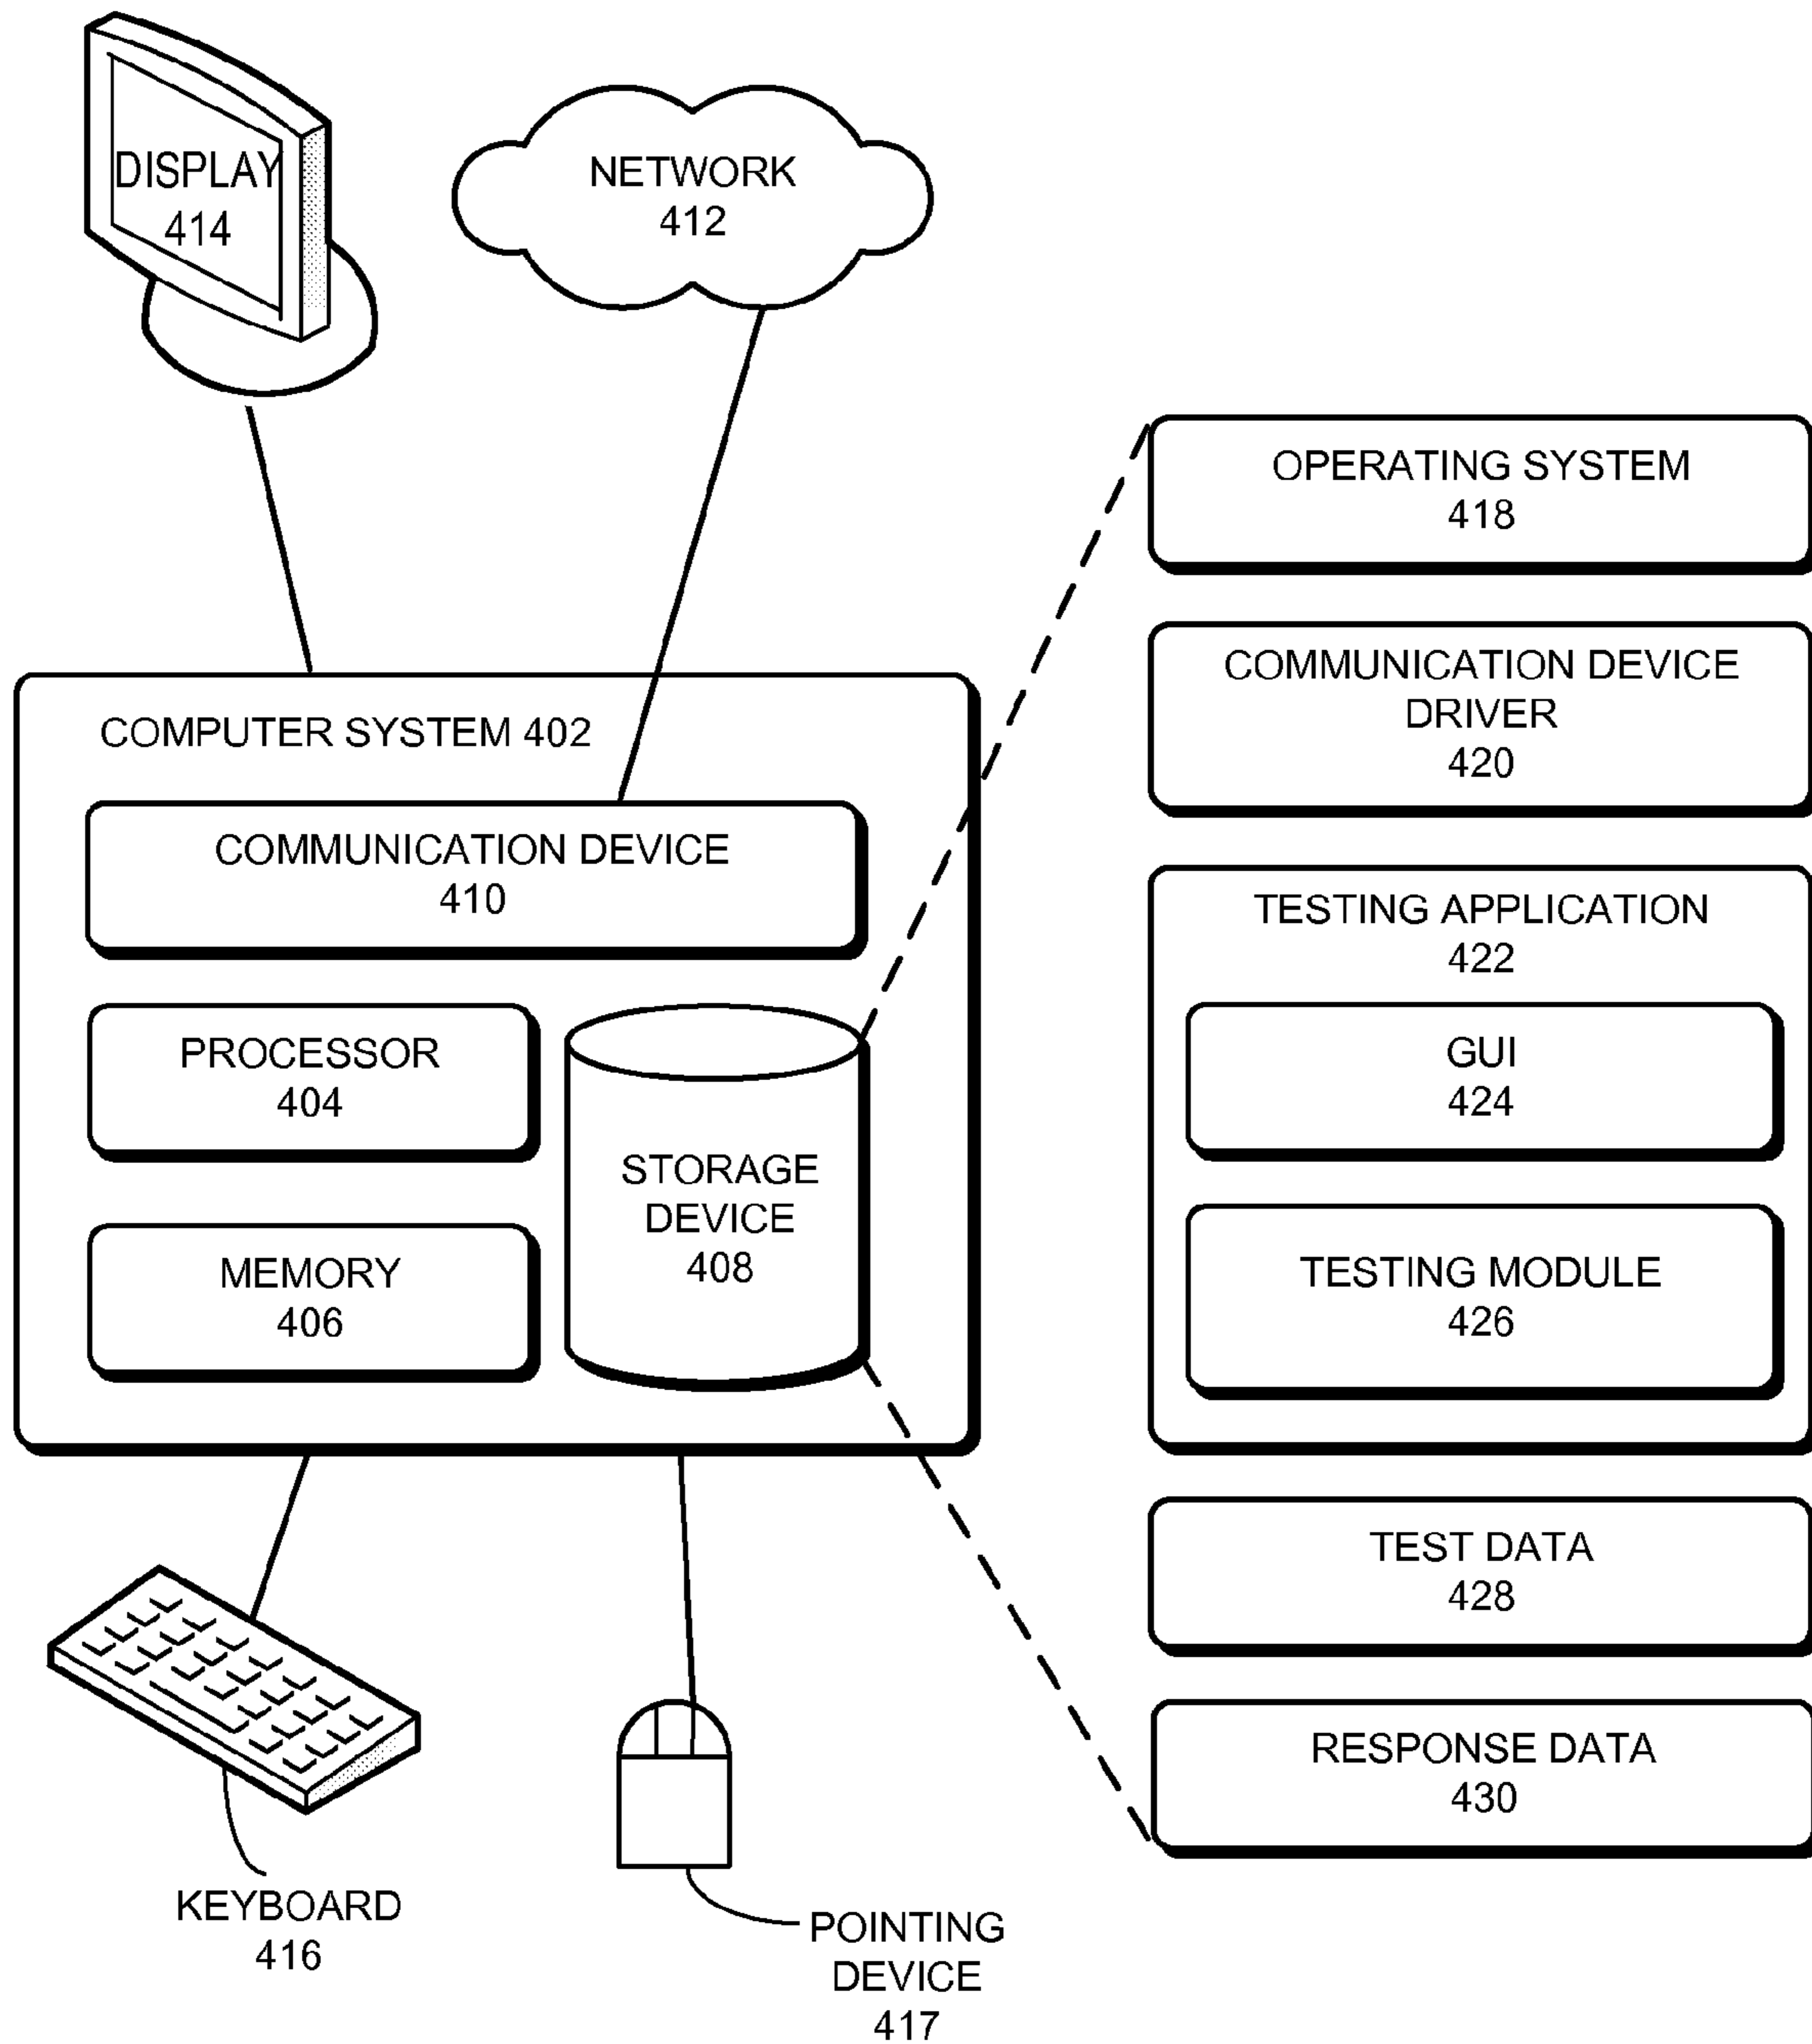 DISPLAY
414
NETWORK
412
COMPUTER SYSTEM 402
COMMUNICATION DEVICE
410
PROCESSOR
404
MEMORY
406
STORAGE
DEVICE
408
KEYBOARD
416
POINTING
DEVICE
417
OPERATING SYSTEM
418
COMMUNICATION DEVICE
DRIVER
420
TESTING APPLICATION
422
GUI
424
TESTING MODULE
426
TEST DATA
428
RESPONSE DATA
430